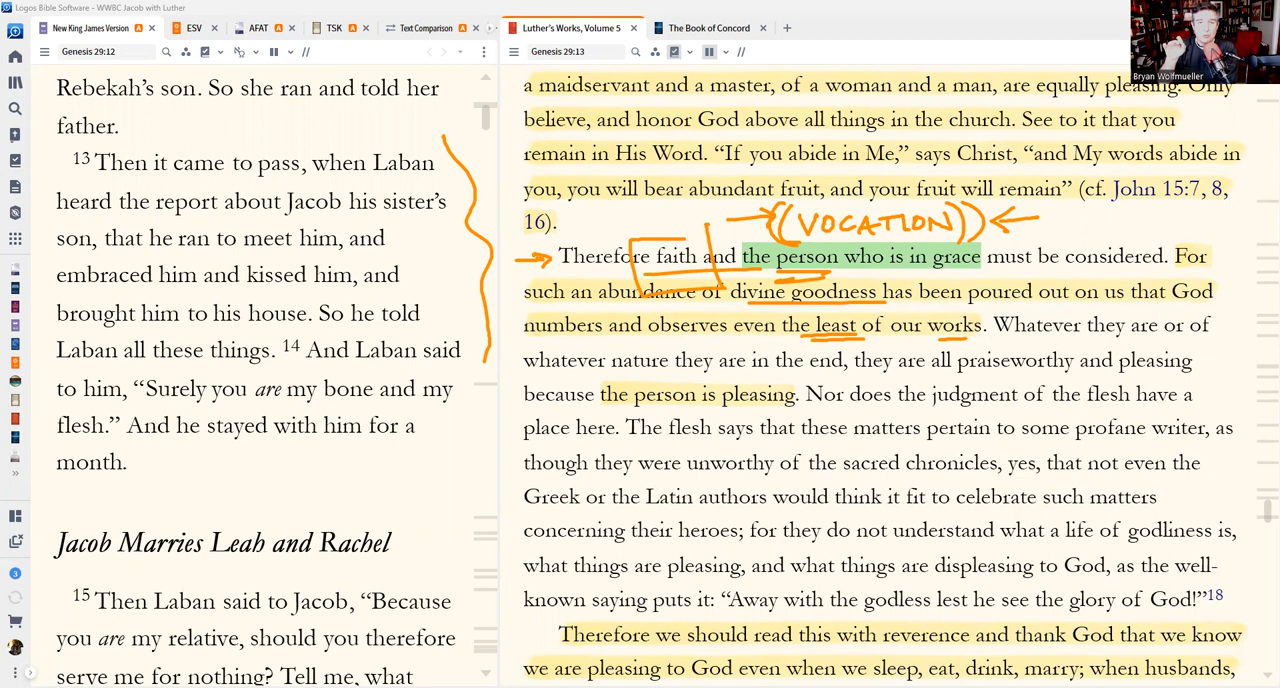 Logos Bible Software - WWBC Jacob with Luther
New King James Version A
ESV
AFAT A
TSK A
Text Comparison A
Luther's Works, Volume 5
The Book of Concord
Genesis 29:12
Genesis 29:13
Bryan Wolfmueller
Rebekah's son. So she ran and told her
father.
13 Then it came to pass, when Laban
heard the report about Jacob his sister's
son, that he ran to meet him, and
embraced him and kissed him, and
brought him to his house. So he told
Laban all these things. 14 And Laban said
to him, “Surely you are my bone and my
flesh.” And he stayed with him for a
month.
Jacob Marries Leah and Rachel
15 Then Laban said to Jacob, “Because
you are my relative, should you therefore
serve me for nothing? Tell me, what
a maidservant and a master, of a woman and a man, are equally pleasing. Only
believe, and honor God above all things in the church. See to it that you
remain in His Word. “If you abide in Me,” says Christ, “and My words abide in
you, you will bear abundant fruit, and your fruit will remain” (cf. John 15:7, 8,
16).
((VOCATION))
Therefore faith and the person who is in grace must be considered. For
such an abundance of divine goodness has been poured out on us that God
numbers and observes even the least of our works. Whatever they are or of
whatever nature they are in the end, they are all praiseworthy and pleasing
because the person is pleasing. Nor does the judgment of the flesh have a
place here. The flesh says that these matters pertain to some profane writer, as
though they were unworthy of the sacred chronicles, yes, that not even the
Greek or the Latin authors would think it fit to celebrate such matters
concerning their heroes; for they do not understand what a life of godliness is,
what things are pleasing, and what things are displeasing to God, as the well-
known saying puts it: “Away with the godless lest he see the glory of God!”18
Therefore we should read this with reverence and thank God that we know
we are pleasing to God even when we sleep, eat, drink, marry; when husbands,
3